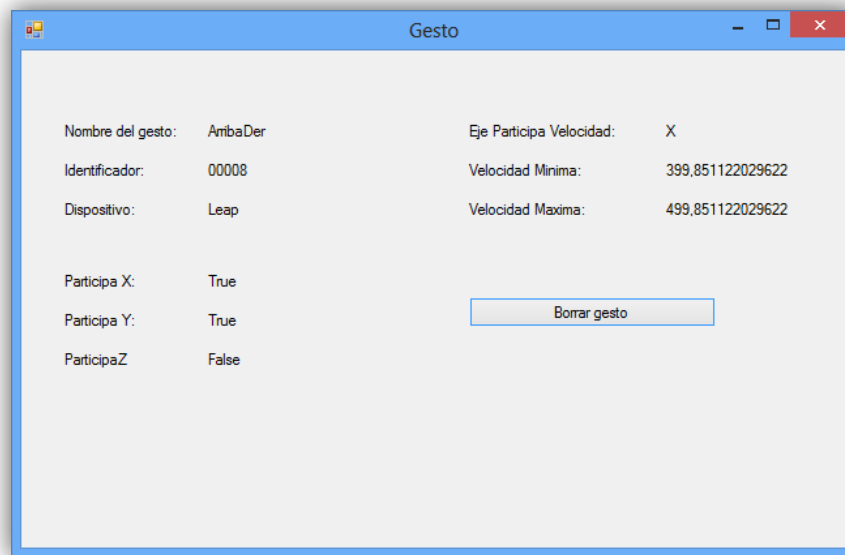 Gesto
Nombre del gesto: ArribaDer
Identificador: 00008
Dispositivo: Leap
Participa X: True
Participa Y: True
ParticipaZ False
Eje Participa Velocidad: X
Velocidad Minima: 399,851122029622
Velocidad Maxima: 499,851122029622
Borrar gesto